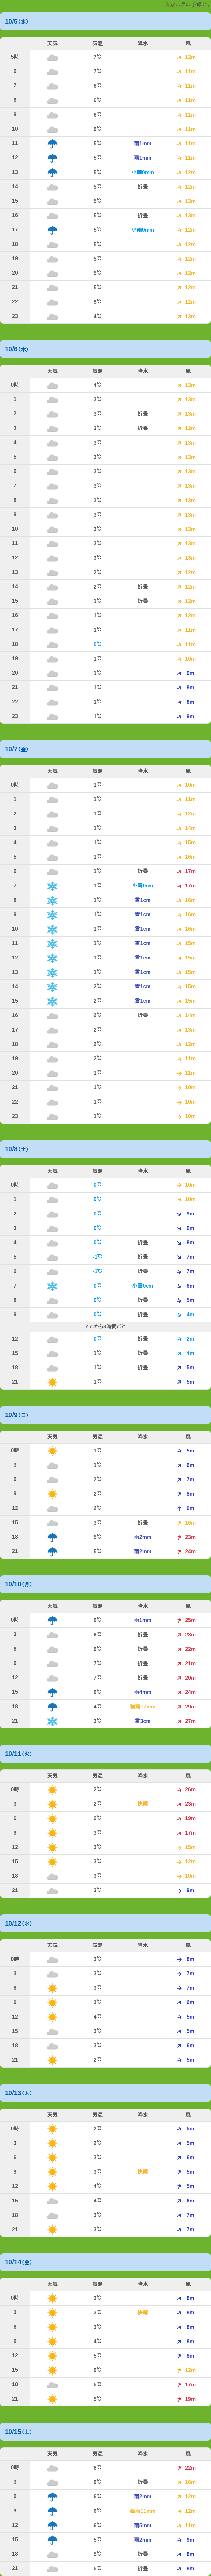 10/5(水)
天気 気温 降水 風
5時 7℃ 12m
6 7℃ 11m
7 6℃ 11m
8 6℃ 11m
9 6℃ 11m
10 6℃ 11m
11 5℃ 雨1mm 11m
12 5℃ 雨1mm 11m
13 5℃ 小雨0mm 12m
14 5℃ 折曇 12m
15 5℃ 13m
16 5℃ 折曇 13m
17 5℃ 小雨0mm 12m
18 5℃ 12m
19 5℃ 12m
20 5℃ 12m
21 5℃ 12m
22 5℃ 12m
23 4℃ 13m
10/6(木)
天気 気温 降水 風
0時 4℃ 13m
1 3℃ 13m
2 3℃ 折曇 13m
3 3℃ 折曇 13m
4 3℃ 13m
5 3℃ 13m
6 3℃ 13m
7 3℃ 13m
8 3℃ 13m
9 3℃ 13m
10 3℃ 13m
11 3℃ 13m
12 3℃ 13m
13 2℃ 12m
14 2℃ 折曇 12m
15 1℃ 折曇 12m
16 1℃ 12m
17 1℃ 11m
18 0℃ 11m
19 1℃ 10m
20 1℃ 9m
21 1℃ 8m
22 1℃ 8m
23 1℃ 9m
10/7(金)
天気 気温 降水 風
0時 1℃ 10m
1 1℃ 11m
2 1℃ 12m
3 1℃ 14m
4 1℃ 15m
5 1℃ 16m
6 1℃ 折曇 17m
7 1℃ 小雪0cm 17m
8 1℃ 雪1cm 16m
9 1℃ 雪1cm 16m
10 1℃ 雪1cm 16m
11 1℃ 雪1cm 15m
12 1℃ 雪1cm 15m
13 1℃ 雪1cm 15m
14 2℃ 雪1cm 15m
15 2℃ 雪1cm 15m
16 2℃ 折曇 14m
17 2℃ 13m
18 2℃ 12m
19 2℃ 11m
20 1℃ 11m
21 1℃ 10m
22 1℃ 10m
23 1℃ 10m
10/8(土)
天気 気温 降水 風
0時 0℃ 10m
1 0℃ 10m
2 0℃ 9m
3 0℃ 9m
4 0℃ 折曇 8m
5 -1℃ 折曇 7m
6 -1℃ 折曇 7m
7 0℃ 小雪0cm 6m
8 0℃ 折曇 5m
9 0℃ 折曇 4m
ここから3時間ごと
12 0℃ 折曇 2m
15 1℃ 折曇 4m
18 1℃ 折曇 5m
21 1℃ 5m
10/9(日)
天気 気温 降水 風
0時 1℃ 5m
3 1℃ 6m
6 2℃ 7m
9 2℃ 8m
12 2℃ 9m
15 3℃ 折曇 16m
18 5℃ 雨2mm 23m
21 5℃ 雨2mm 24m
10/10(月)
天気 気温 降水 風
0時 6℃ 雨1mm 25m
3 6℃ 折曇 23m
6 6℃ 折曇 22m
9 7℃ 折曇 21m
12 7℃ 折曇 20m
15 6℃ 雨4mm 24m
18 4℃ 強雨17mm 29m
21 3℃ 雪3cm 27m
10/11(火)
天気 気温 降水 風
0時 2℃ 26m
3 2℃ 快晴 23m
6 2℃ 19m
9 3℃ 17m
12 3℃ 15m
15 3℃ 12m
18 3℃ 10m
21 3℃ 9m
10/12(水)
天気 気温 降水 風
0時 3℃ 8m
3 3℃ 7m
6 3℃ 7m
9 3℃ 6m
12 4℃ 5m
15 3℃ 5m
18 3℃ 6m
21 2℃ 5m
10/13(木)
天気 気温 降水 風
0時 2℃ 5m
3 2℃ 5m
6 3℃ 6m
9 3℃ 快晴 5m
12 4℃ 5m
15 4℃ 6m
18 3℃ 7m
21 3℃ 7m
10/14(金)
天気 気温 降水 風
0時 3℃ 8m
3 3℃ 快晴 8m
6 3℃ 8m
9 4℃ 8m
12 5℃ 8m
15 6℃ 12m
18 5℃ 17m
21 5℃ 19m
10/15(土)
天気 気温 降水 風
0時 6℃ 22m
3 6℃ 折曇 16m
6 6℃ 雨2mm 12m
9 6℃ 強雨11mm 12m
12 6℃ 雨5mm 11m
15 5℃ 雨2mm 9m
18 5℃ 折曇 8m
21 5℃ 折曇 8m